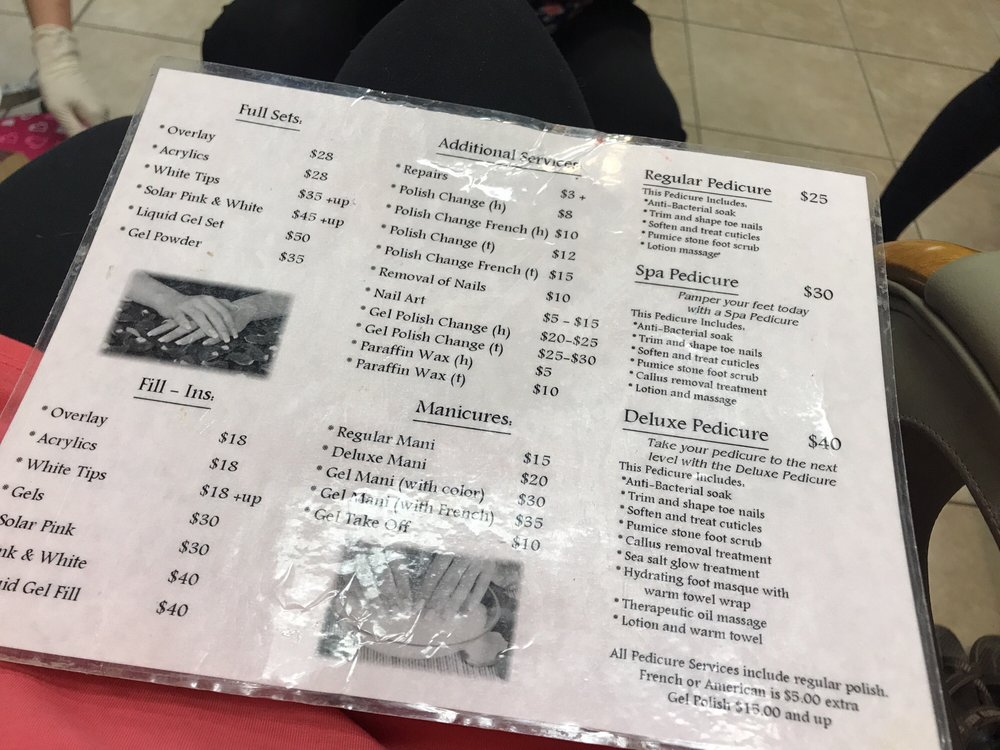 Full Sets:
* Overlay $28
* Acrylics $28
* White Tips $35 +up
* Solar Pink & White $45 +up
* Liquid Gel Set $50
* Gel Powder $35
Fill – Ins:
* Overlay $18
* Acrylics $18
* White Tips $18 +up
* Gels $30
Solar Pink $30
nk & White $40
uid Gel Fill $40
Additional Services
* Repairs $3 +
* Polish Change (h) $8
* Polish Change French (h) $10
* Polish Change (t) $12
* Polish Change French (t) $15
* Removal of Nails $10
* Nail Art $5 – $15
* Gel Polish Change (h) $20–$25
* Gel Polish Change (t) $25–$30
* Paraffin Wax (h) $5
* Paraffin Wax (t) $10
Manicures:
* Regular Mani $15
* Deluxe Mani $20
* Gel Mani (with color) $30
* Gel Mani (with French) $35
* Gel Take Off $10
Regular Pedicure $25
This Pedicure Includes.
*Anti-Bacterial soak
* Trim and shape toe nails
* Soften and treat cuticles
* Pumice stone foot scrub
* Lotion massage
Spa Pedicure $30
Pamper your feet today
with a Spa Pedicure
This Pedicure Includes.
*Anti-Bacterial soak
* Trim and shape toe nails
* Soften and treat cuticles
* Pumice stone foot scrub
* Callus removal treatment
* Lotion and massage
Deluxe Pedicure $40
Take your pedicure to the next
level with the Deluxe Pedicure
This Pedicure Includes.
*Anti-Bacterial soak
* Trim and shape toe nails
* Soften and treat cuticles
* Pumice stone foot scrub
* Callus removal treatment
* Sea salt glow treatment
* Hydrating foot masque with
warm towel wrap
* Therapeutic oil massage
* Lotion and warm towel
All Pedicure Services include regular polish.
French or American is $5.00 extra
Gel Polish $15.00 and up